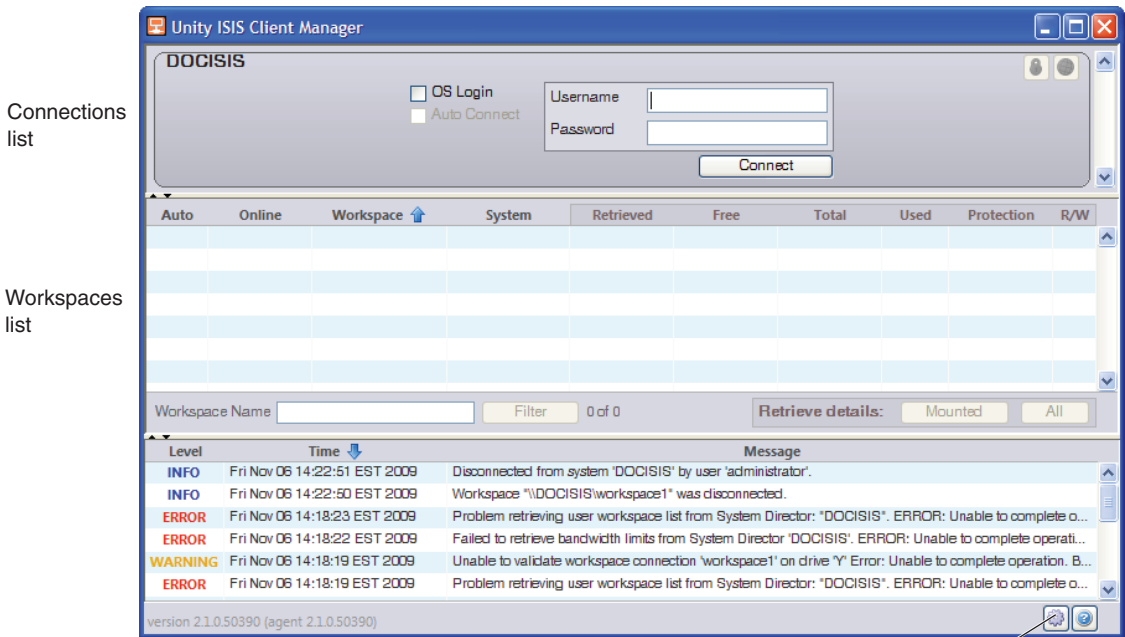 Unity ISIS Client Manager
Connections
list
DOCISIS
OS Login
Auto Connect
Username
Password
Connect
Workspaces
list
Auto Online Workspace System Retrieved Free Total Used Protection R/W
Workspace Name Filter 0 of 0 Retrieve details: Mounted All
Level Time Message
INFO Fri Nov 06 14:22:51 EST 2009 Disconnected from system 'DOCISIS' by user 'administrator'.
INFO Fri Nov 06 14:22:50 EST 2009 Workspace "\\DOCISIS\workspace1" was disconnected.
ERROR Fri Nov 06 14:18:23 EST 2009 Problem retrieving user workspace list from System Director: "DOCISIS". ERROR: Unable to complete o...
ERROR Fri Nov 06 14:18:22 EST 2009 Failed to retrieve bandwidth limits from System Director 'DOCISIS'. ERROR: Unable to complete operati...
WARNING Fri Nov 06 14:18:19 EST 2009 Unable to validate workspace connection 'workspace1' on drive 'Y' Error: Unable to complete operation. B...
ERROR Fri Nov 06 14:18:19 EST 2009 Problem retrieving user workspace list from System Director: "DOCISIS". ERROR: Unable to complete o...
version 2.1.0.50390 (agent 2.1.0.50390)